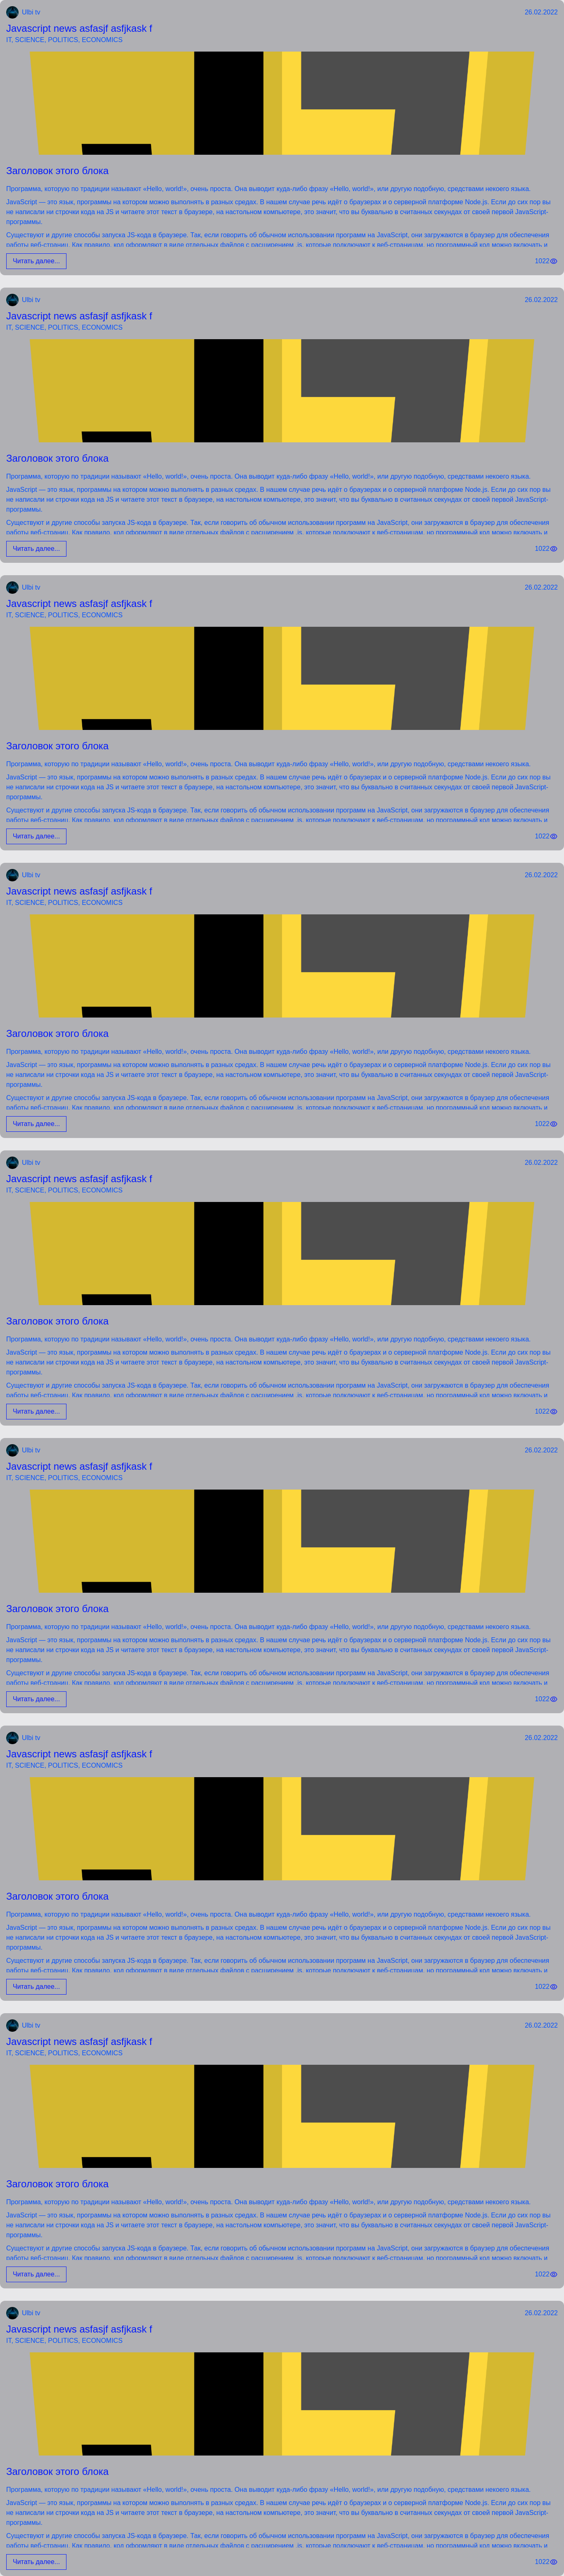 Ulbi tv 26.02.2022
Javascript news asfasjf asfjkask f
IT, SCIENCE, POLITICS, ECONOMICS
Заголовок этого блока
Программа, которую по традиции называют «Hello, world!», очень проста. Она выводит куда-либо фразу «Hello, world!», или другую подобную, средствами некоего языка.
JavaScript — это язык, программы на котором можно выполнять в разных средах. В нашем случае речь идёт о браузерах и о серверной платформе Node.js. Если до сих пор вы
не написали ни строчки кода на JS и читаете этот текст в браузере, на настольном компьютере, это значит, что вы буквально в считанных секундах от своей первой JavaScript-
программы.
Существуют и другие способы запуска JS-кода в браузере. Так, если говорить об обычном использовании программ на JavaScript, они загружаются в браузер для обеспечения
работы веб-страниц. Как правило, код оформляют в виде отдельных файлов с расширением .js, которые подключают к веб-страницам, но программный код можно включать и
Читать далее... 1022
Ulbi tv 26.02.2022
Javascript news asfasjf asfjkask f
IT, SCIENCE, POLITICS, ECONOMICS
Заголовок этого блока
Программа, которую по традиции называют «Hello, world!», очень проста. Она выводит куда-либо фразу «Hello, world!», или другую подобную, средствами некоего языка.
JavaScript — это язык, программы на котором можно выполнять в разных средах. В нашем случае речь идёт о браузерах и о серверной платформе Node.js. Если до сих пор вы
не написали ни строчки кода на JS и читаете этот текст в браузере, на настольном компьютере, это значит, что вы буквально в считанных секундах от своей первой JavaScript-
программы.
Существуют и другие способы запуска JS-кода в браузере. Так, если говорить об обычном использовании программ на JavaScript, они загружаются в браузер для обеспечения
работы веб-страниц. Как правило, код оформляют в виде отдельных файлов с расширением .js, которые подключают к веб-страницам, но программный код можно включать и
Читать далее... 1022
Ulbi tv 26.02.2022
Javascript news asfasjf asfjkask f
IT, SCIENCE, POLITICS, ECONOMICS
Заголовок этого блока
Программа, которую по традиции называют «Hello, world!», очень проста. Она выводит куда-либо фразу «Hello, world!», или другую подобную, средствами некоего языка.
JavaScript — это язык, программы на котором можно выполнять в разных средах. В нашем случае речь идёт о браузерах и о серверной платформе Node.js. Если до сих пор вы
не написали ни строчки кода на JS и читаете этот текст в браузере, на настольном компьютере, это значит, что вы буквально в считанных секундах от своей первой JavaScript-
программы.
Существуют и другие способы запуска JS-кода в браузере. Так, если говорить об обычном использовании программ на JavaScript, они загружаются в браузер для обеспечения
работы веб-страниц. Как правило, код оформляют в виде отдельных файлов с расширением .js, которые подключают к веб-страницам, но программный код можно включать и
Читать далее... 1022
Ulbi tv 26.02.2022
Javascript news asfasjf asfjkask f
IT, SCIENCE, POLITICS, ECONOMICS
Заголовок этого блока
Программа, которую по традиции называют «Hello, world!», очень проста. Она выводит куда-либо фразу «Hello, world!», или другую подобную, средствами некоего языка.
JavaScript — это язык, программы на котором можно выполнять в разных средах. В нашем случае речь идёт о браузерах и о серверной платформе Node.js. Если до сих пор вы
не написали ни строчки кода на JS и читаете этот текст в браузере, на настольном компьютере, это значит, что вы буквально в считанных секундах от своей первой JavaScript-
программы.
Существуют и другие способы запуска JS-кода в браузере. Так, если говорить об обычном использовании программ на JavaScript, они загружаются в браузер для обеспечения
работы веб-страниц. Как правило, код оформляют в виде отдельных файлов с расширением .js, которые подключают к веб-страницам, но программный код можно включать и
Читать далее... 1022
Ulbi tv 26.02.2022
Javascript news asfasjf asfjkask f
IT, SCIENCE, POLITICS, ECONOMICS
Заголовок этого блока
Программа, которую по традиции называют «Hello, world!», очень проста. Она выводит куда-либо фразу «Hello, world!», или другую подобную, средствами некоего языка.
JavaScript — это язык, программы на котором можно выполнять в разных средах. В нашем случае речь идёт о браузерах и о серверной платформе Node.js. Если до сих пор вы
не написали ни строчки кода на JS и читаете этот текст в браузере, на настольном компьютере, это значит, что вы буквально в считанных секундах от своей первой JavaScript-
программы.
Существуют и другие способы запуска JS-кода в браузере. Так, если говорить об обычном использовании программ на JavaScript, они загружаются в браузер для обеспечения
работы веб-страниц. Как правило, код оформляют в виде отдельных файлов с расширением .js, которые подключают к веб-страницам, но программный код можно включать и
Читать далее... 1022
Ulbi tv 26.02.2022
Javascript news asfasjf asfjkask f
IT, SCIENCE, POLITICS, ECONOMICS
Заголовок этого блока
Программа, которую по традиции называют «Hello, world!», очень проста. Она выводит куда-либо фразу «Hello, world!», или другую подобную, средствами некоего языка.
JavaScript — это язык, программы на котором можно выполнять в разных средах. В нашем случае речь идёт о браузерах и о серверной платформе Node.js. Если до сих пор вы
не написали ни строчки кода на JS и читаете этот текст в браузере, на настольном компьютере, это значит, что вы буквально в считанных секундах от своей первой JavaScript-
программы.
Существуют и другие способы запуска JS-кода в браузере. Так, если говорить об обычном использовании программ на JavaScript, они загружаются в браузер для обеспечения
работы веб-страниц. Как правило, код оформляют в виде отдельных файлов с расширением .js, которые подключают к веб-страницам, но программный код можно включать и
Читать далее... 1022
Ulbi tv 26.02.2022
Javascript news asfasjf asfjkask f
IT, SCIENCE, POLITICS, ECONOMICS
Заголовок этого блока
Программа, которую по традиции называют «Hello, world!», очень проста. Она выводит куда-либо фразу «Hello, world!», или другую подобную, средствами некоего языка.
JavaScript — это язык, программы на котором можно выполнять в разных средах. В нашем случае речь идёт о браузерах и о серверной платформе Node.js. Если до сих пор вы
не написали ни строчки кода на JS и читаете этот текст в браузере, на настольном компьютере, это значит, что вы буквально в считанных секундах от своей первой JavaScript-
программы.
Существуют и другие способы запуска JS-кода в браузере. Так, если говорить об обычном использовании программ на JavaScript, они загружаются в браузер для обеспечения
работы веб-страниц. Как правило, код оформляют в виде отдельных файлов с расширением .js, которые подключают к веб-страницам, но программный код можно включать и
Читать далее... 1022
Ulbi tv 26.02.2022
Javascript news asfasjf asfjkask f
IT, SCIENCE, POLITICS, ECONOMICS
Заголовок этого блока
Программа, которую по традиции называют «Hello, world!», очень проста. Она выводит куда-либо фразу «Hello, world!», или другую подобную, средствами некоего языка.
JavaScript — это язык, программы на котором можно выполнять в разных средах. В нашем случае речь идёт о браузерах и о серверной платформе Node.js. Если до сих пор вы
не написали ни строчки кода на JS и читаете этот текст в браузере, на настольном компьютере, это значит, что вы буквально в считанных секундах от своей первой JavaScript-
программы.
Существуют и другие способы запуска JS-кода в браузере. Так, если говорить об обычном использовании программ на JavaScript, они загружаются в браузер для обеспечения
работы веб-страниц. Как правило, код оформляют в виде отдельных файлов с расширением .js, которые подключают к веб-страницам, но программный код можно включать и
Читать далее... 1022
Ulbi tv 26.02.2022
Javascript news asfasjf asfjkask f
IT, SCIENCE, POLITICS, ECONOMICS
Заголовок этого блока
Программа, которую по традиции называют «Hello, world!», очень проста. Она выводит куда-либо фразу «Hello, world!», или другую подобную, средствами некоего языка.
JavaScript — это язык, программы на котором можно выполнять в разных средах. В нашем случае речь идёт о браузерах и о серверной платформе Node.js. Если до сих пор вы
не написали ни строчки кода на JS и читаете этот текст в браузере, на настольном компьютере, это значит, что вы буквально в считанных секундах от своей первой JavaScript-
программы.
Существуют и другие способы запуска JS-кода в браузере. Так, если говорить об обычном использовании программ на JavaScript, они загружаются в браузер для обеспечения
работы веб-страниц. Как правило, код оформляют в виде отдельных файлов с расширением .js, которые подключают к веб-страницам, но программный код можно включать и
Читать далее... 1022